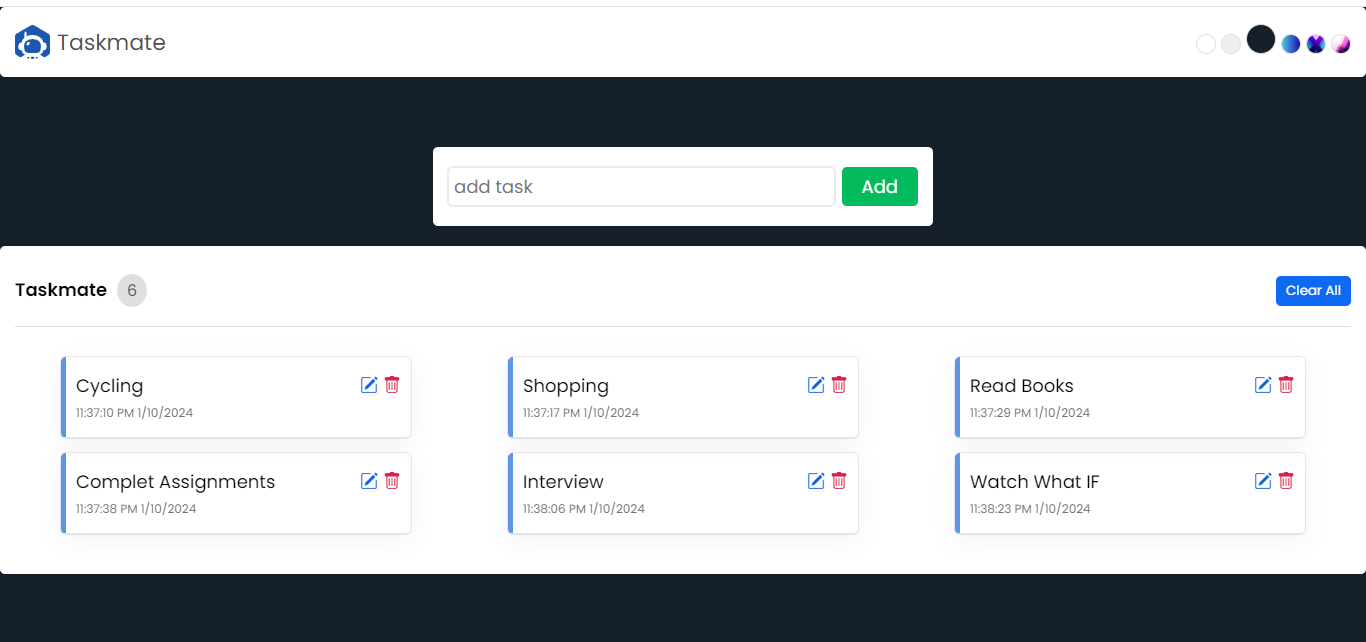 Taskmate
add task
Add
Taskmate 6
Clear All
Cycling
11:37:10 PM 1/10/2024
Shopping
11:37:17 PM 1/10/2024
Read Books
11:37:29 PM 1/10/2024
Complet Assignments
11:37:38 PM 1/10/2024
Interview
11:38:06 PM 1/10/2024
Watch What IF
11:38:23 PM 1/10/2024